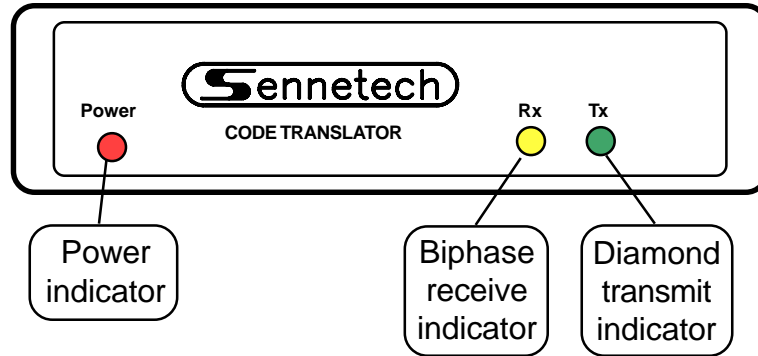 Sennetech
Power
CODE TRANSLATOR
Rx
Tx
Power
indicator
Biphase
receive
indicator
Diamond
transmit
indicator